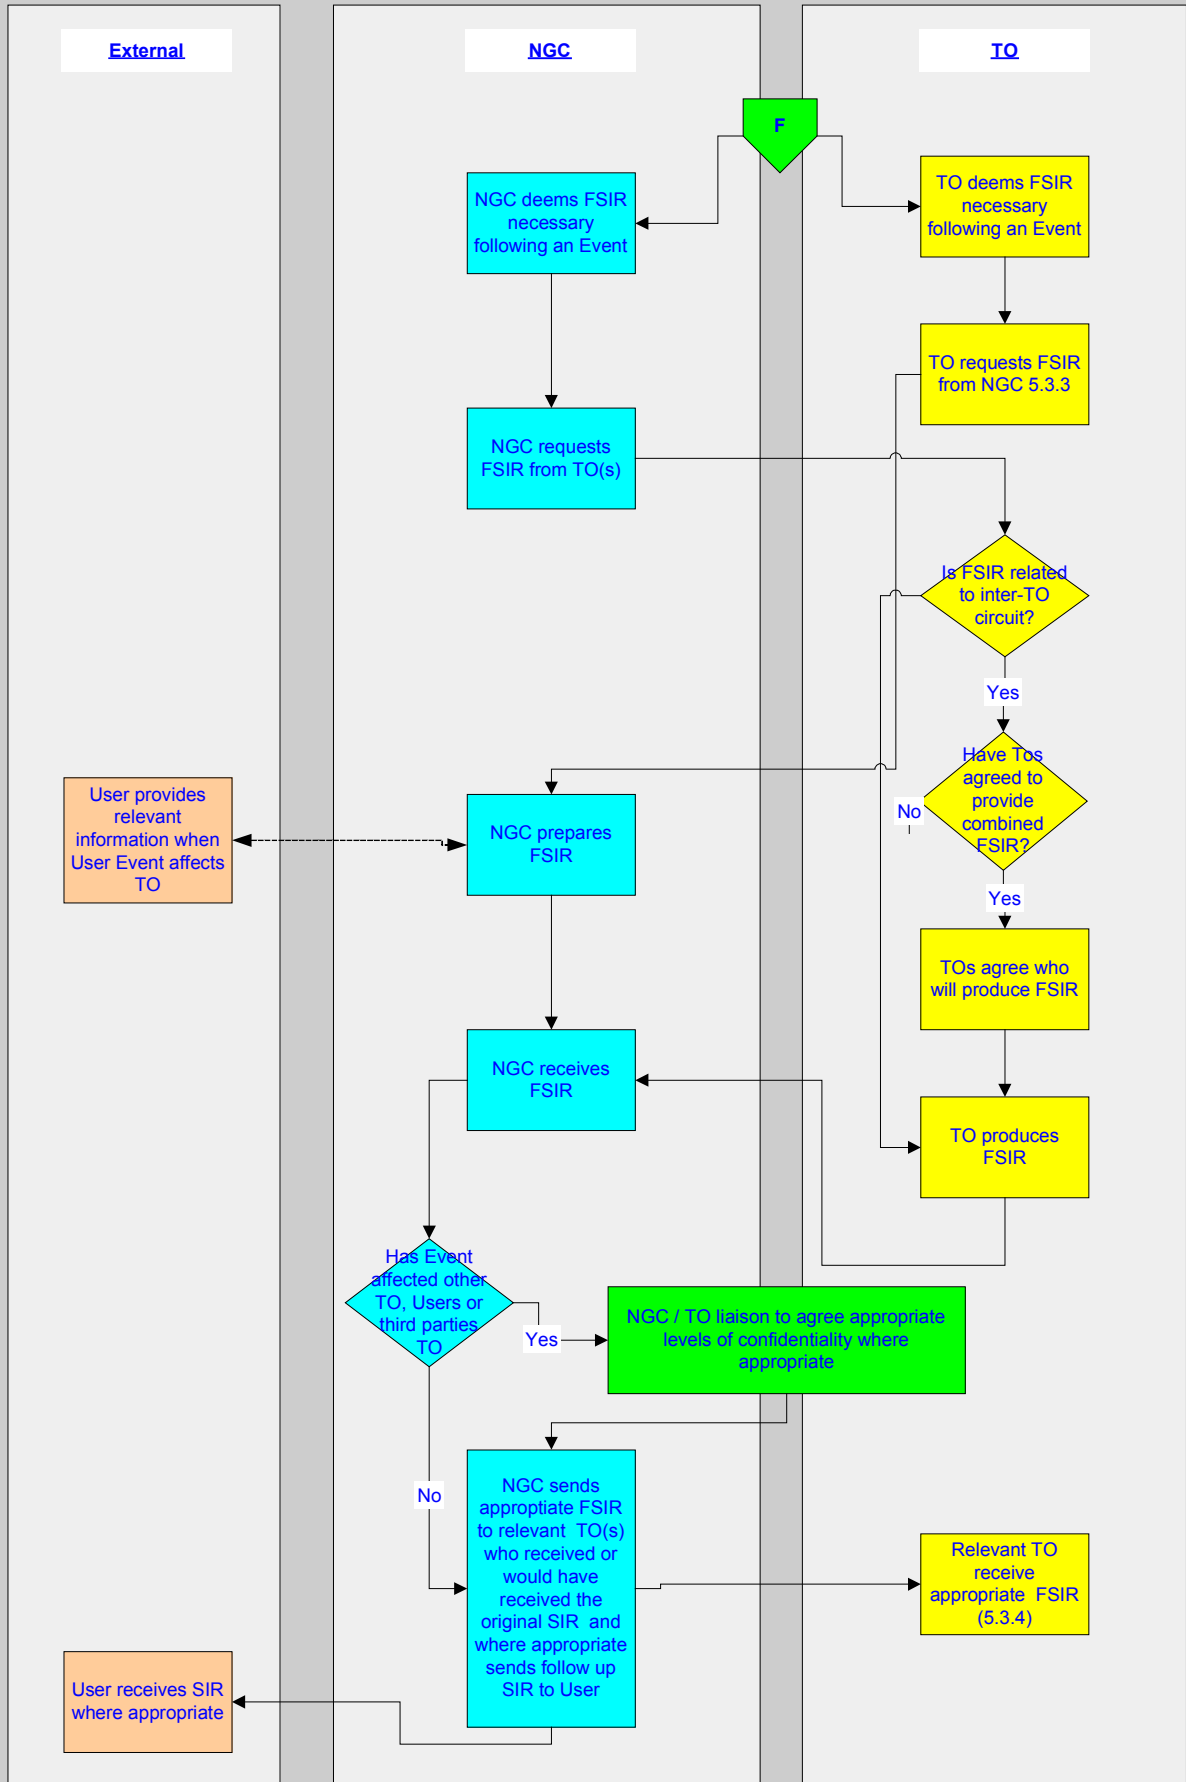 External
NGC
TO
F
NGC deems FSIR
necessary
following an Event
TO deems FSIR
necessary
following an Event
TO requests FSIR
from NGC 5.3.3
NGC requests
FSIR from TO(s)
Is FSIR related
to inter-TO
circuit?
Yes
Have Tos
agreed to
provide
combined
FSIR?
No
Yes
User provides
relevant
information when
User Event affects
TO
NGC prepares
FSIR
TOs agree who
will produce FSIR
NGC receives
FSIR
TO produces
FSIR
Has Event
affected other
TO, Users or
third parties
TO
Yes
NGC / TO liaison to agree appropriate
levels of confidentiality where
appropriate
No
NGC sends
approptiate FSIR
to relevant TO(s)
who received or
would have
received the
original SIR and
where appropriate
sends follow up
SIR to User
Relevant TO
receive
appropriate FSIR
(5.3.4)
User receives SIR
where appropriate